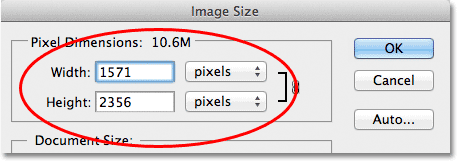 Image Size
Pixel Dimensions: 10.6M
Width: 1571 pixels
Height: 2356 pixels
Document Size:
OK
Cancel
Auto...